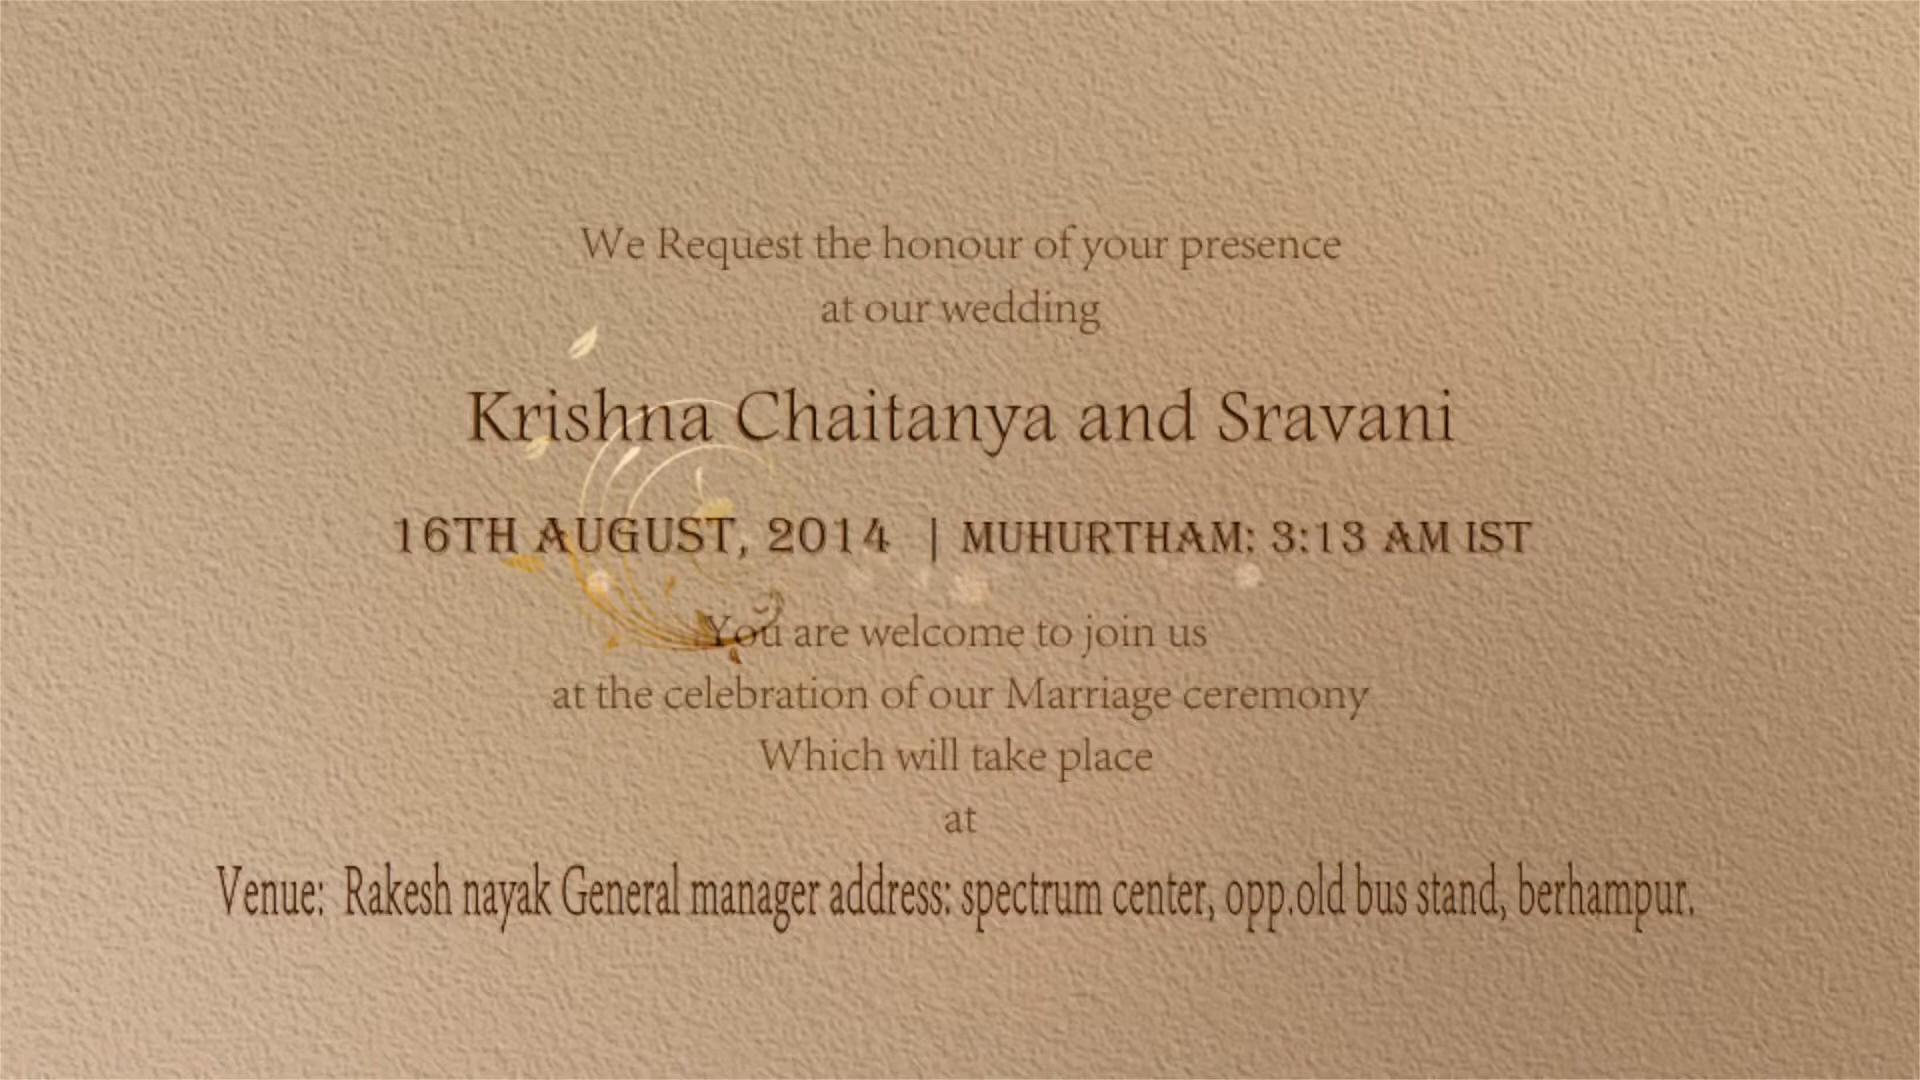 We Request the honour of your presence
at our wedding
Krishna Chaitanya and Sravani
16TH AUGUST, 2014 | MUHURTHAM: 3:13 AM IST
You are welcome to join us
at the celebration of our Marriage ceremony
Which will take place
at
Venue: Rakesh nayak General manager address: spectrum center, opp.old bus stand, berhampur.